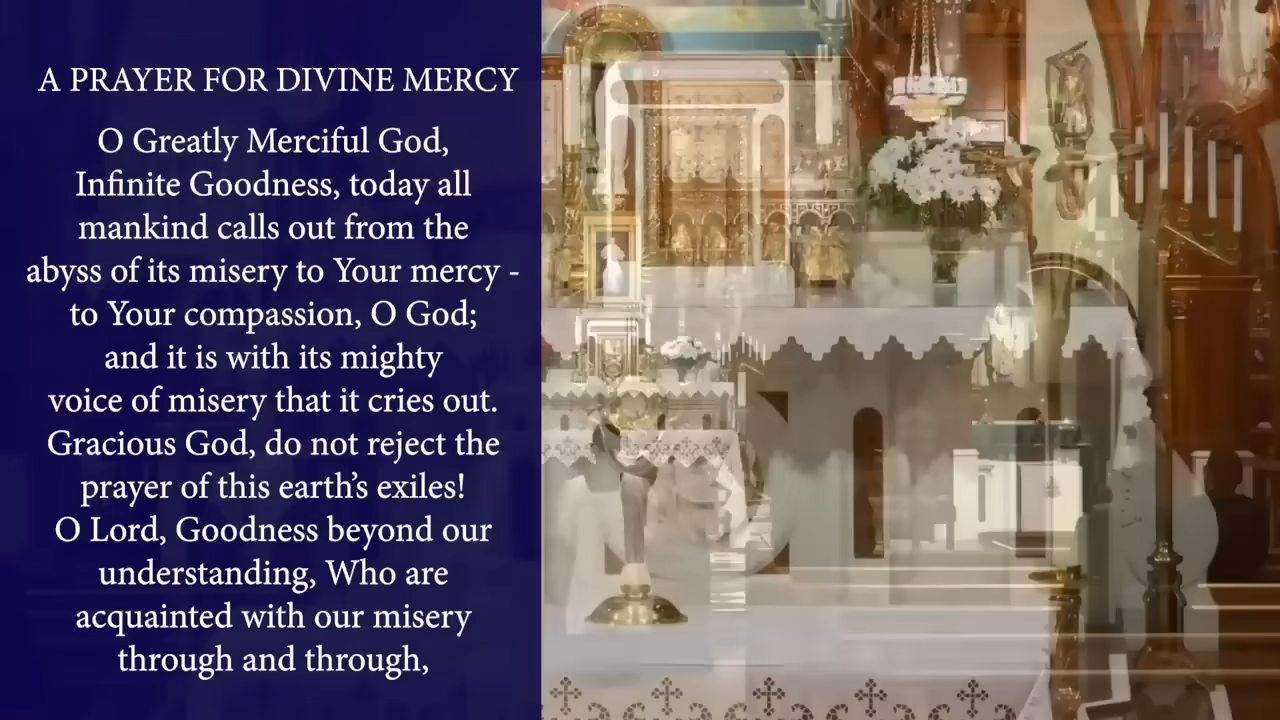 A PRAYER FOR DIVINE MERCY
O Greatly Merciful God,
Infinite Goodness, today all
mankind calls out from the
abyss of its misery to Your mercy -
to Your compassion, O God;
and it is with its mighty
voice of misery that it cries out.
Gracious God, do not reject the
prayer of this earth's exiles!
O Lord, Goodness beyond our
understanding, Who are
acquainted with our misery
through and through,